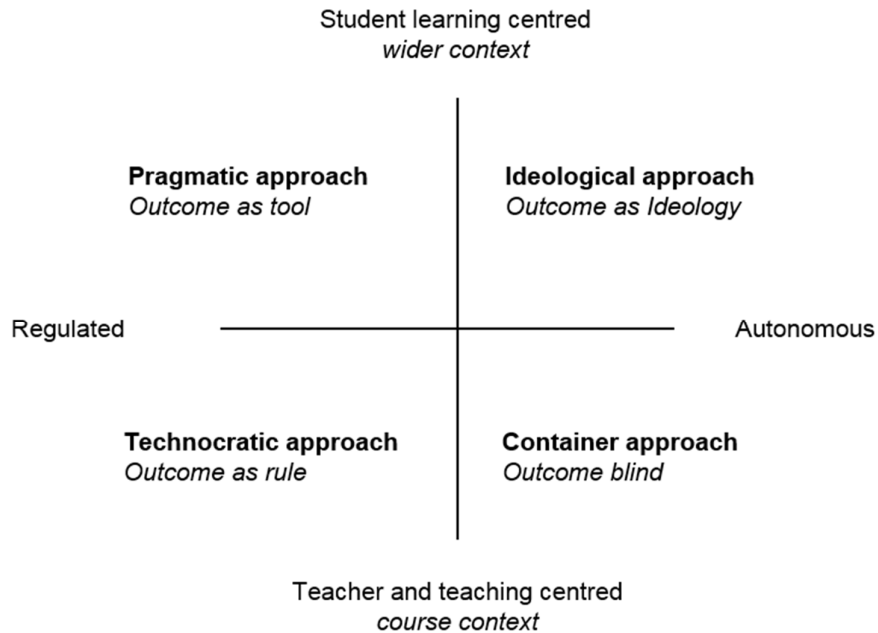 Student learning centred
wider context
Pragmatic approach
Outcome as tool
Ideological approach
Outcome as Ideology
Regulated
Autonomous
Technocratic approach
Outcome as rule
Container approach
Outcome blind
Teacher and teaching centred
course context